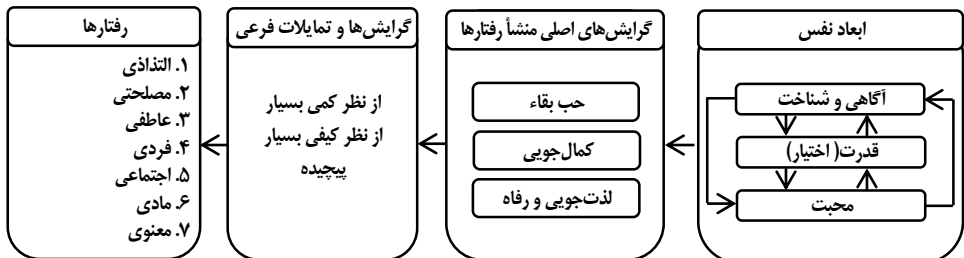 ابعاد نفس
آگاهی و شناخت
قدرت( اختیار)
محبت
گرایش‌های اصلی منشأ رفتارها
حب بقاء
کمال‌جویی
لذت‌جویی و رفاه
گرایش‌ها و تمایلات فرعی
از نظر کمی بسیار
از نظر کیفی بسیار
پیچیده
رفتارها
۱. التذاذی
۲. مصلحتی
۳. عاطفی
۴. فردی
۵. اجتماعی
۶. مادی
۷. معنوی